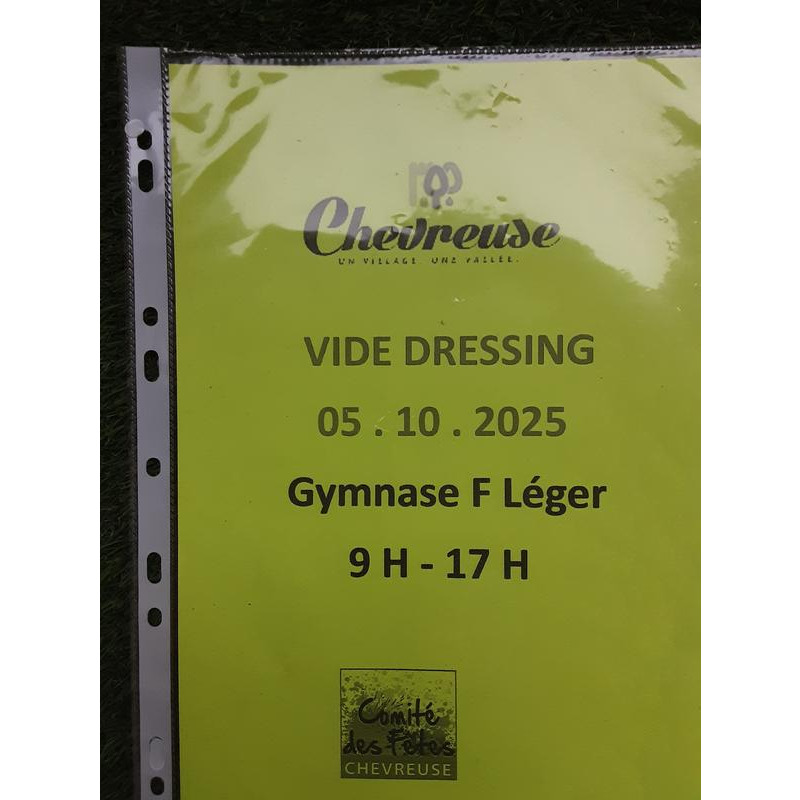 Chevreuse
UN VILLAGE. UNE VALLÉE.
VIDE DRESSING
05 . 10 . 2025
Gymnase F Léger
9 H - 17 H
Comité
des Fêtes
CHEVREUSE